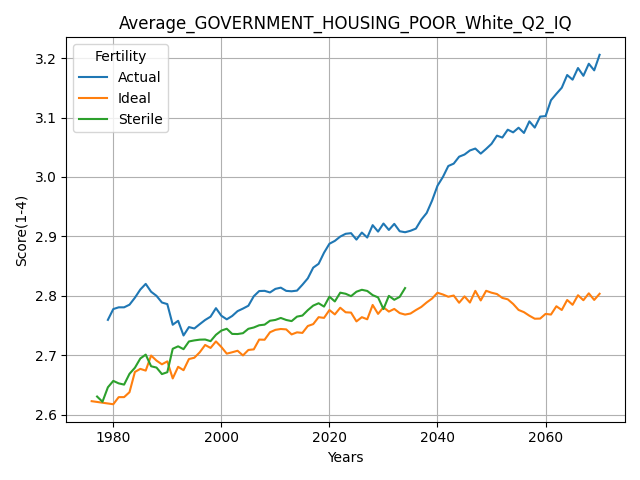 Average_GOVERNMENT_HOUSING_POOR_White_Q2_IQ
Fertility
Actual
Ideal
Sterile
Score(1-4)
3.2
3.1
3.0
2.9
2.8
2.7
2.6
1980 2000 2020 2040 2060
Years